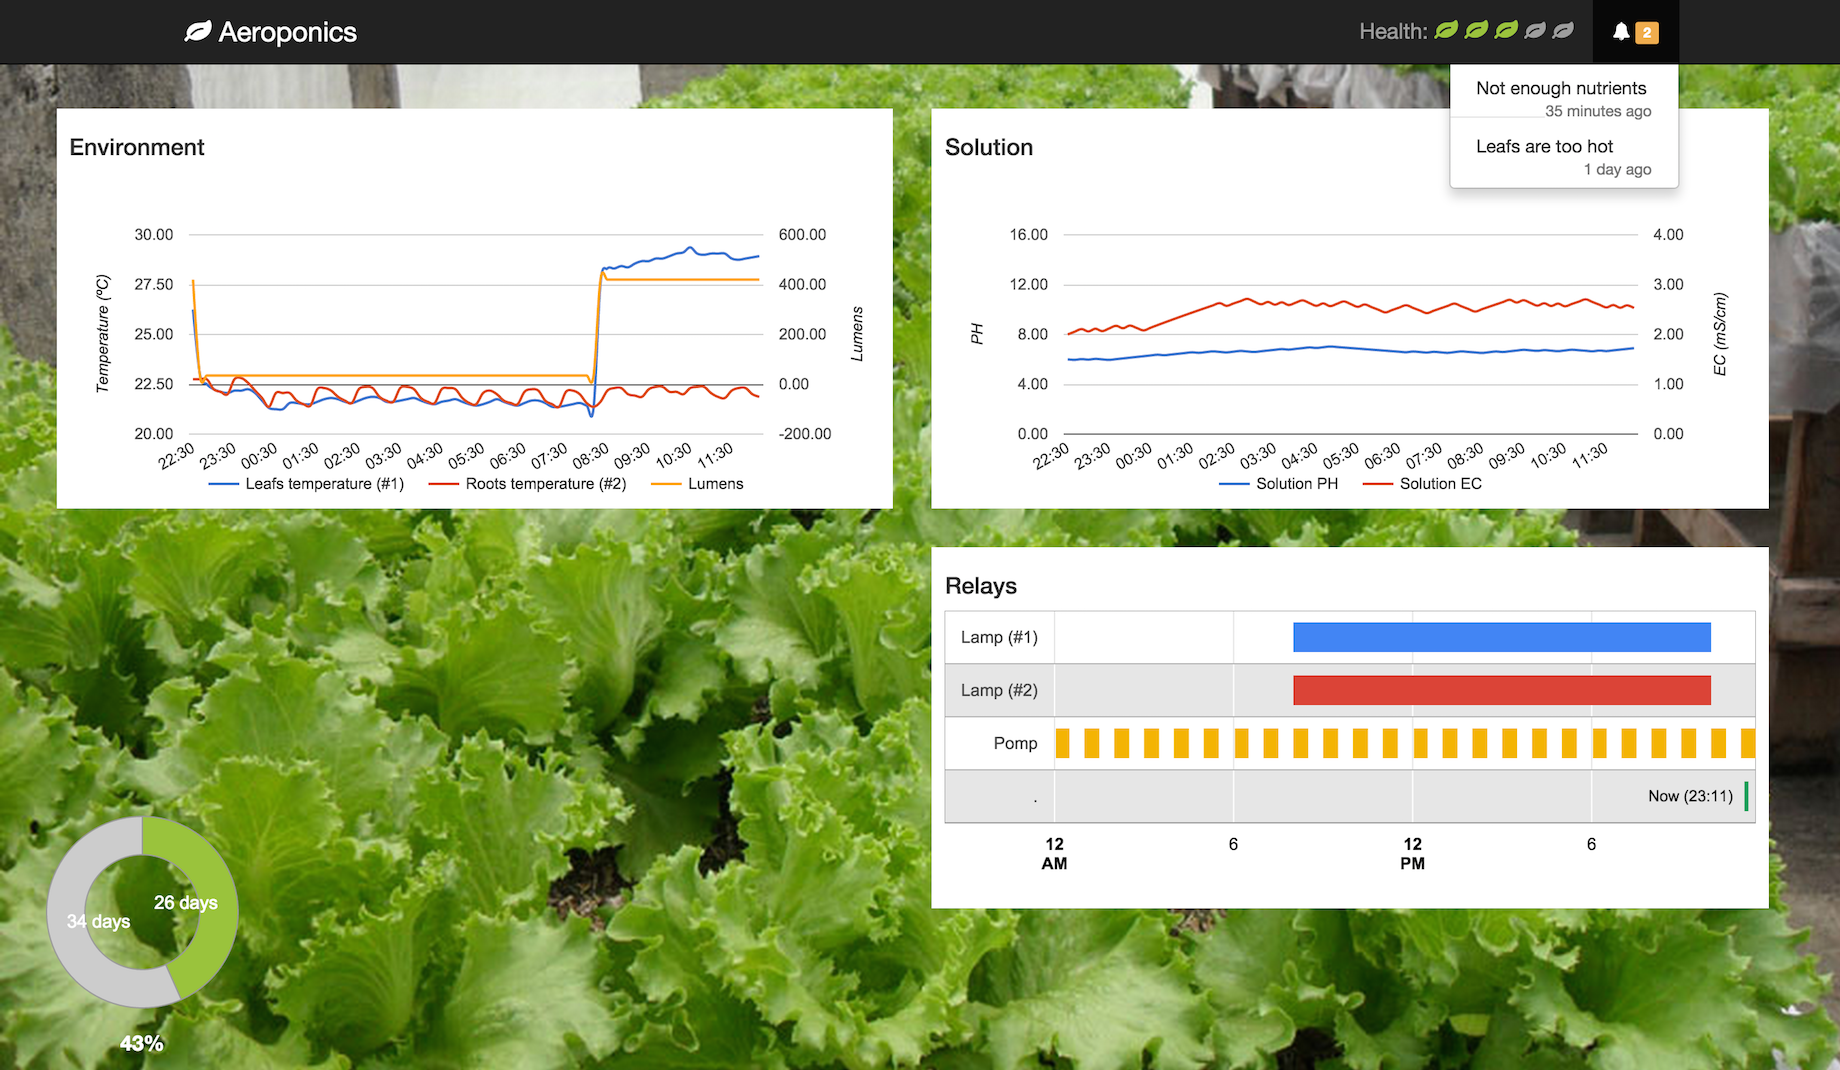 Aeroponics
Health:
2
Not enough nutrients
35 minutes ago
Leafs are too hot
1 day ago
Environment
30.00
27.50
25.00
22.50
20.00
Temperature (ºC)
600.00
400.00
200.00
0.00
-200.00
Lumens
22:30 23:30 00:30 01:30 02:30 03:30 04:30 05:30 06:30 07:30 08:30 09:30 10:30 11:30
Leafs temperature (#1) Roots temperature (#2) Lumens
Solution
16.00
12.00
8.00
4.00
0.00
PH
4.00
3.00
2.00
1.00
0.00
EC (mS/cm)
22:30 23:30 00:30 01:30 02:30 03:30 04:30 05:30 06:30 07:30 08:30 09:30 10:30 11:30
Solution PH Solution EC
Relays
Lamp (#1)
Lamp (#2)
Pomp
. Now (23:11)
12 6 12 6
AM PM
26 days
34 days
43%